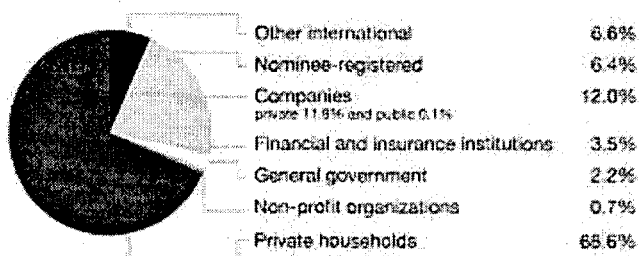 Other international 6.6%
Nominee-registered 6.4%
Companies 12.0%
private 11.9% and public 0.1%
Financial and insurance institutions 3.5%
General government 2.2%
Non-profit organizations 0.7%
Private households 68.6%